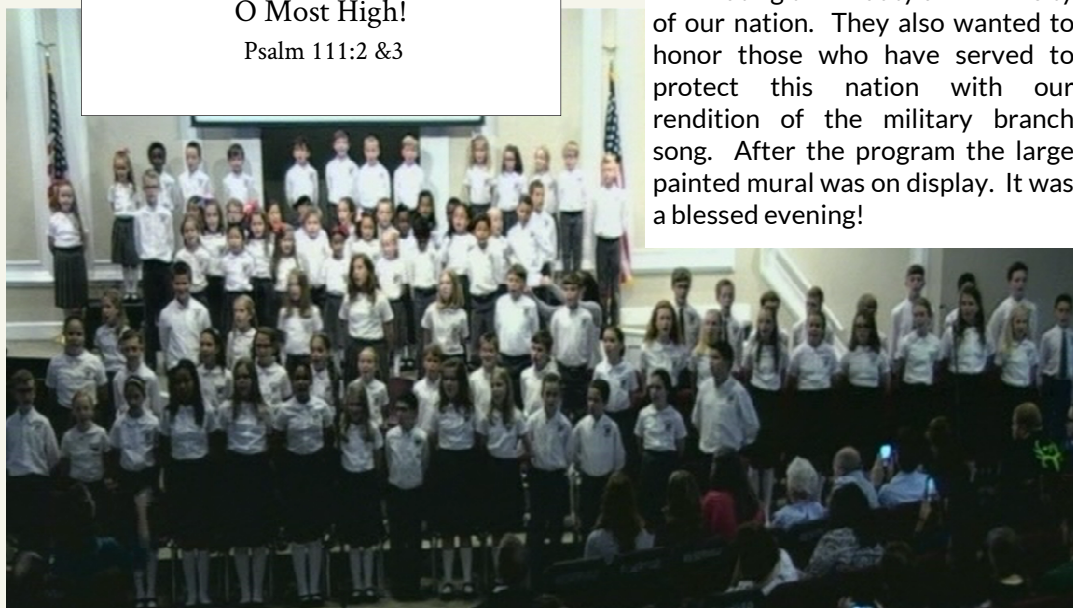 O Most High!
Psalm 111:2 &3
of our nation. They also wanted to
honor those who have served to
protect this nation with our
rendition of the military branch
song. After the program the large
painted mural was on display. It was
a blessed evening!